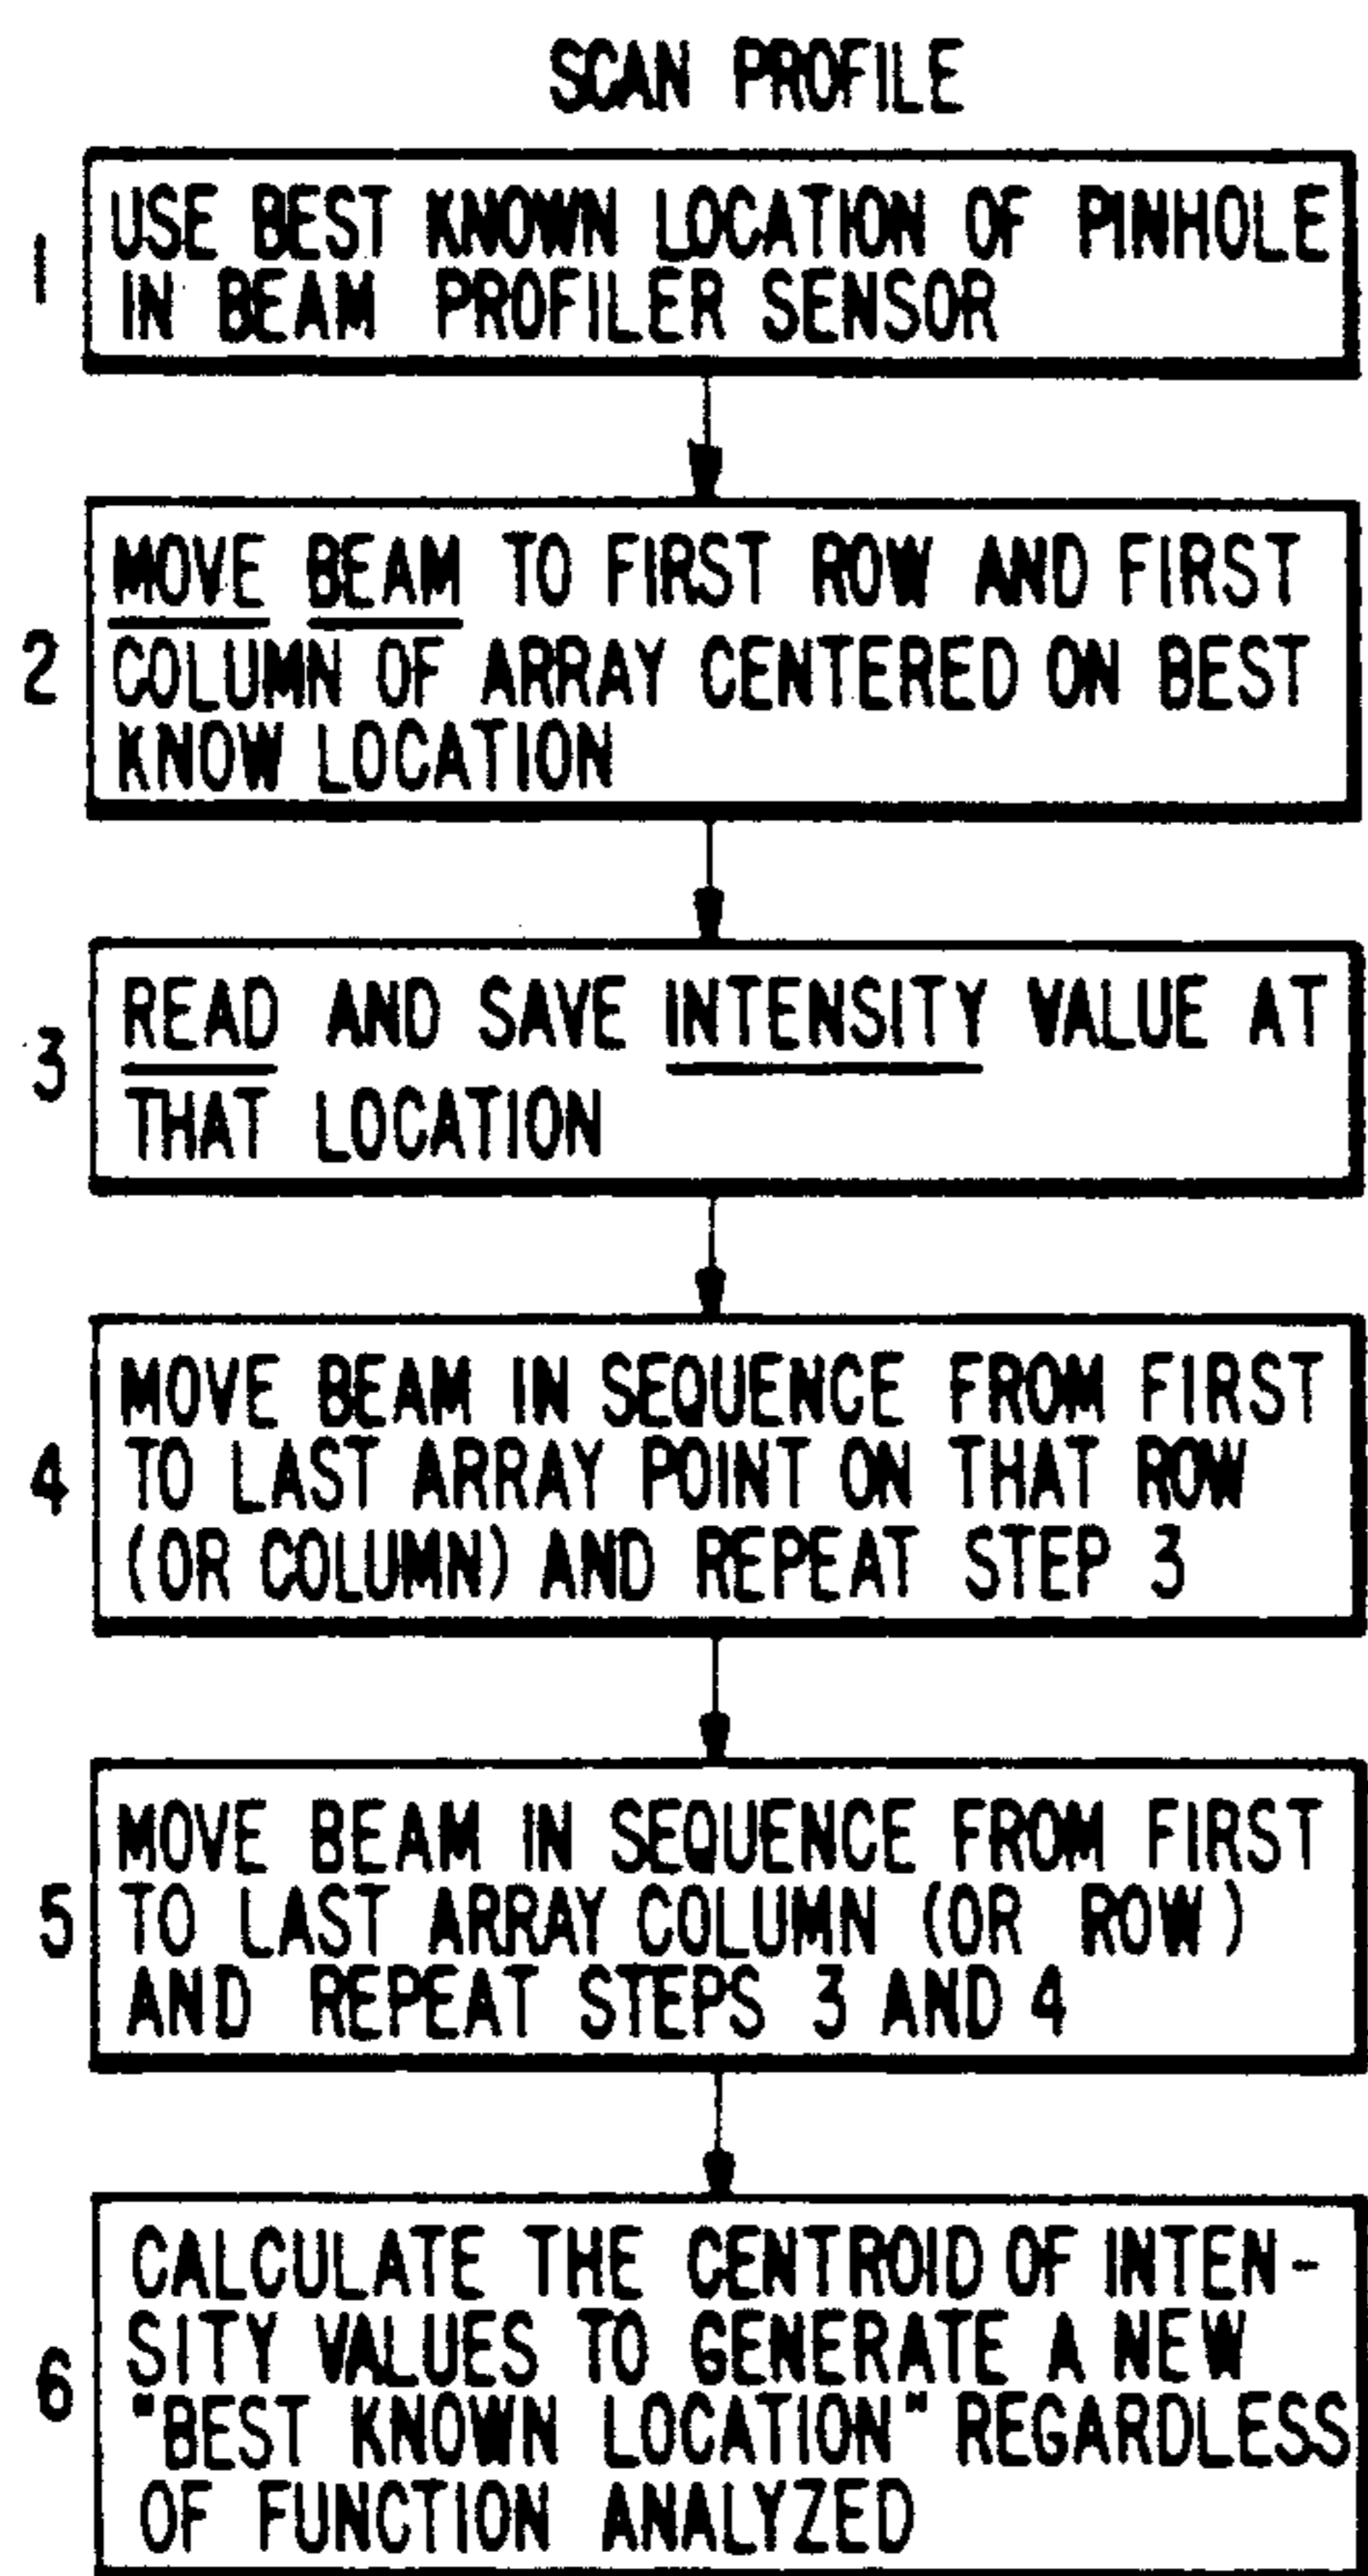 SCAN PROFILE
1
USE BEST KNOWN LOCATION OF PINHOLE
IN BEAM PROFILER SENSOR
2
MOVE BEAM TO FIRST ROW AND FIRST
COLUMN OF ARRAY CENTERED ON BEST
KNOW LOCATION
3
READ AND SAVE INTENSITY VALUE AT
THAT LOCATION
4
MOVE BEAM IN SEQUENCE FROM FIRST
TO LAST ARRAY POINT ON THAT ROW
(OR COLUMN) AND REPEAT STEP 3
5
MOVE BEAM IN SEQUENCE FROM FIRST
TO LAST ARRAY COLUMN (OR ROW)
AND REPEAT STEPS 3 AND 4
6
CALCULATE THE CENTROID OF INTEN-
SITY VALUES TO GENERATE A NEW
"BEST KNOWN LOCATION" REGARDLESS
OF FUNCTION ANALYZED